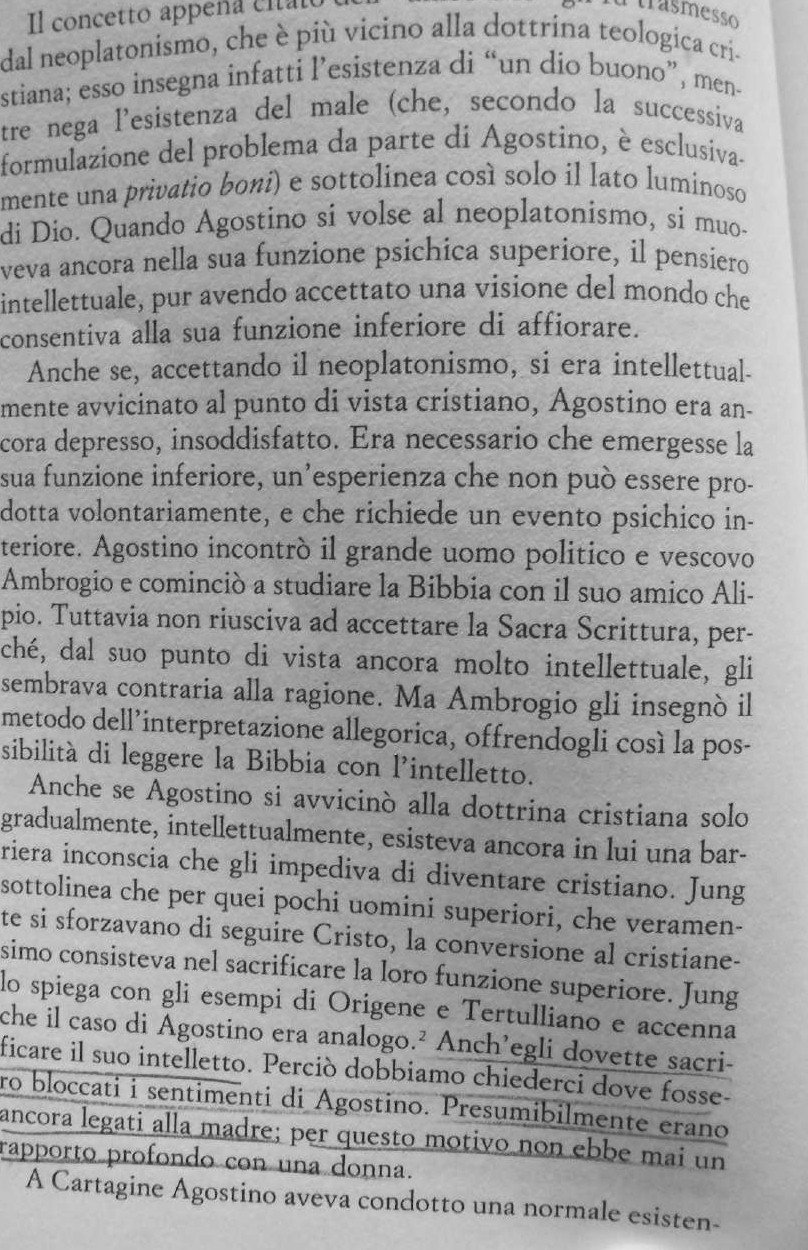 Il concetto appena citato
trasmesso
dal neoplatonismo, che è più vicino alla dottrina teologica cri-
stiana; esso insegna infatti l'esistenza di "un dio buono", men-
tre nega l'esistenza del male (che, secondo la successiva
formulazione del problema da parte di Agostino, è esclusiva-
mente una privatio boni) e sottolinea così solo il lato luminoso
di Dio. Quando Agostino si volse al neoplatonismo, si muo-
veva ancora nella sua funzione psichica superiore, il pensiero
intellettuale, pur avendo accettato una visione del mondo che
consentiva alla sua funzione inferiore di affiorare.
Anche se, accettando il neoplatonismo, si era intellettual-
mente avvicinato al punto di vista cristiano, Agostino era an-
cora depresso, insoddisfatto. Era necessario che emergesse la
sua funzione inferiore, un'esperienza che non può essere pro-
dotta volontariamente, e che richiede un evento psichico in-
teriore. Agostino incontrò il grande uomo politico e vescovo
Ambrogio e cominciò a studiare la Bibbia con il suo amico Ali-
pio. Tuttavia non riusciva ad accettare la Sacra Scrittura, per-
ché, dal suo punto di vista ancora molto intellettuale, gli
sembrava contraria alla ragione. Ma Ambrogio gli insegnò il
metodo dell'interpretazione allegorica, offrendogli così la pos-
sibilità di leggere la Bibbia con l'intelletto.
Anche se Agostino si avvicinò alla dottrina cristiana solo
gradualmente, intellettualmente, esisteva ancora in lui una bar-
riera inconscia che gli impediva di diventare cristiano. Jung
sottolinea che per quei pochi uomini superiori, che veramen-
te si sforzavano di seguire Cristo, la conversione al cristiane-
simo consisteva nel sacrificare la loro funzione superiore. Jung
lo spiega con gli esempi di Origene e Tertulliano e accenna
che il caso di Agostino era analogo.² Anch'egli dovette sacri-
ficare il suo intelletto. Perciò dobbiamo chiederci dove fosse-
ro bloccati i sentimenti di Agostino. Presumibilmente erano
ancora legati alla madre; per questo motivo non ebbe mai un
rapporto profondo con una donna.
A Cartagine Agostino aveva condotto una normale esisten-